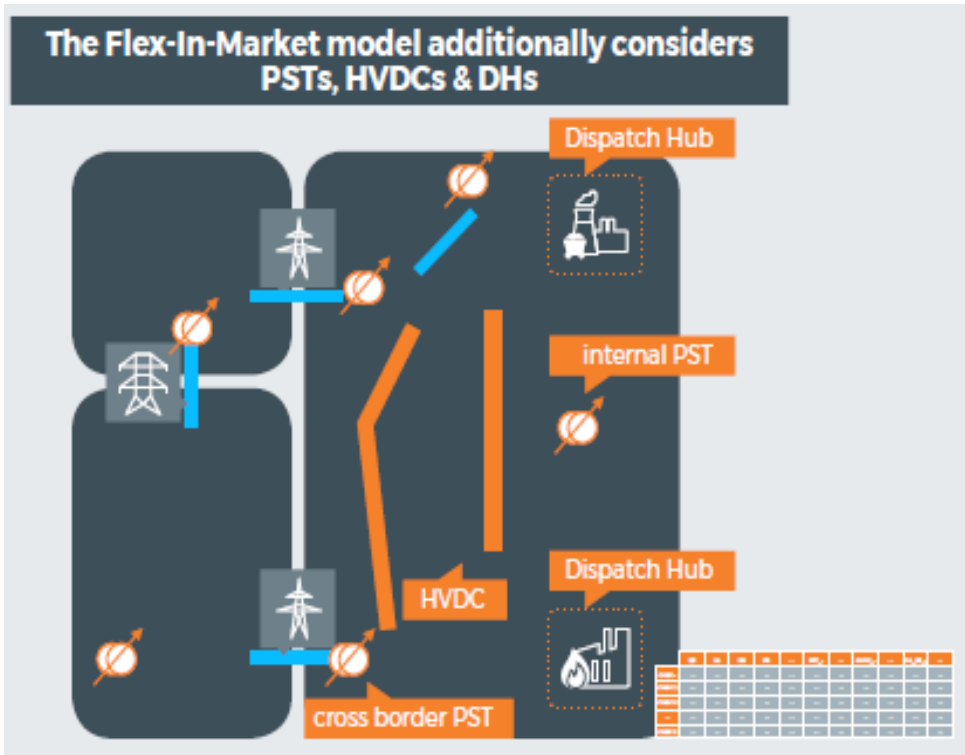 The Flex-In-Market model additionally considers
PSTs, HVDCs & DHs
Dispatch Hub
internal PST
Dispatch Hub
HVDC
cross border PST